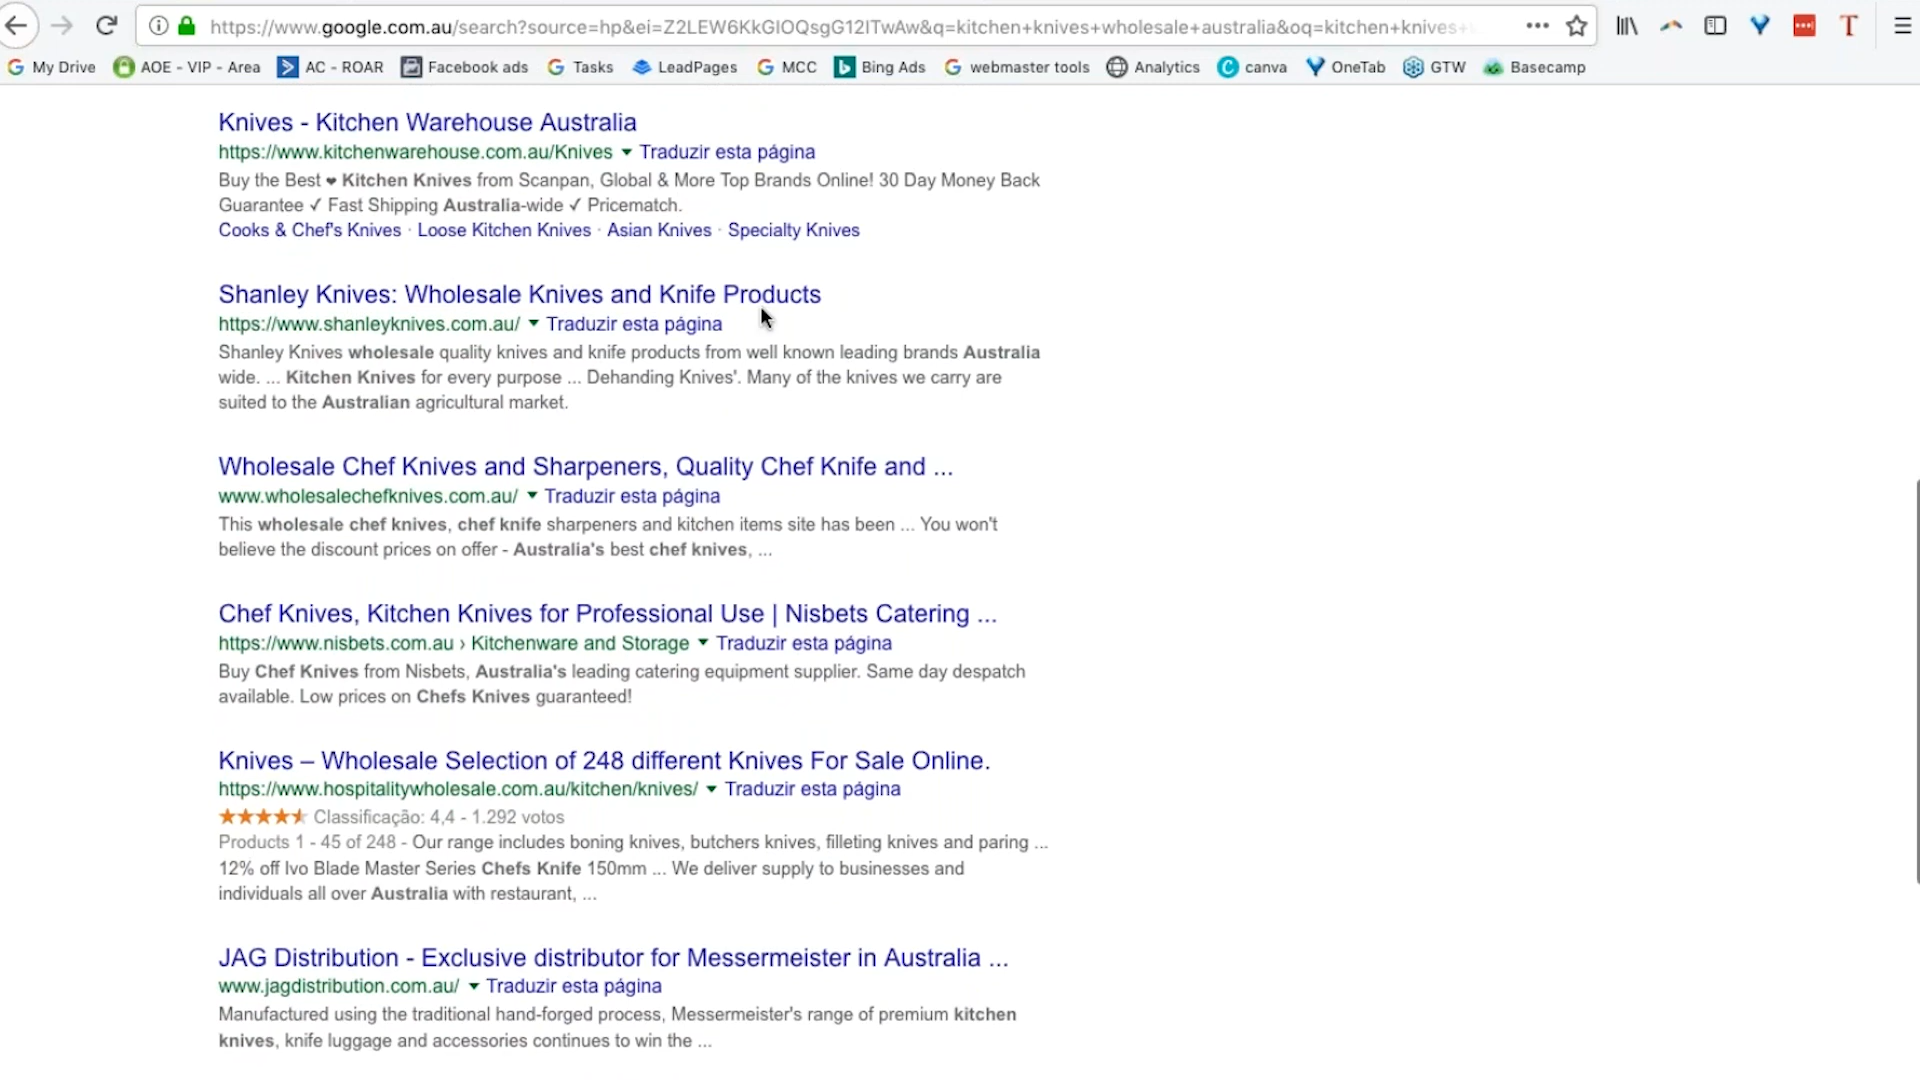 https://www.google.com.au/search?source=hp&ei=Z2LEW6KkGIOQsgG12ITwAw&q=kitchen+knives+wholesale+australia&oq=kitchen+knives+
My Drive AOE - VIP - Area AC - ROAR Facebook ads Tasks LeadPages MCC Bing Ads webmaster tools Analytics canva OneTab GTW Basecamp
Knives - Kitchen Warehouse Australia
https://www.kitchenwarehouse.com.au/Knives ▼ Traduzir esta página
Buy the Best ❤ Kitchen Knives from Scanpan, Global & More Top Brands Online! 30 Day Money Back
Guarantee ✓ Fast Shipping Australia-wide ✓ Pricematch.
Cooks & Chef's Knives · Loose Kitchen Knives · Asian Knives · Specialty Knives
Shanley Knives: Wholesale Knives and Knife Products
https://www.shanleyknives.com.au/ ▼ Traduzir esta página
Shanley Knives wholesale quality knives and knife products from well known leading brands Australia
wide. ... Kitchen Knives for every purpose ... Dehanding Knives'. Many of the knives we carry are
suited to the Australian agricultural market.
Wholesale Chef Knives and Sharpeners, Quality Chef Knife and ...
www.wholesalechefknives.com.au/ ▼ Traduzir esta página
This wholesale chef knives, chef knife sharpeners and kitchen items site has been ... You won't
believe the discount prices on offer - Australia's best chef knives, ...
Chef Knives, Kitchen Knives for Professional Use | Nisbets Catering ...
https://www.nisbets.com.au › Kitchenware and Storage ▼ Traduzir esta página
Buy Chef Knives from Nisbets, Australia's leading catering equipment supplier. Same day despatch
available. Low prices on Chefs Knives guaranteed!
Knives – Wholesale Selection of 248 different Knives For Sale Online.
https://www.hospitalitywholesale.com.au/kitchen/knives/ ▼ Traduzir esta página
Classificação: 4,4 - 1.292 votos
Products 1 - 45 of 248 - Our range includes boning knives, butchers knives, filleting knives and paring ...
12% off Ivo Blade Master Series Chefs Knife 150mm ... We deliver supply to businesses and
individuals all over Australia with restaurant, ...
JAG Distribution - Exclusive distributor for Messermeister in Australia ...
www.jagdistribution.com.au/ ▼ Traduzir esta página
Manufactured using the traditional hand-forged process, Messermeister's range of premium kitchen
knives, knife luggage and accessories continues to win the ...